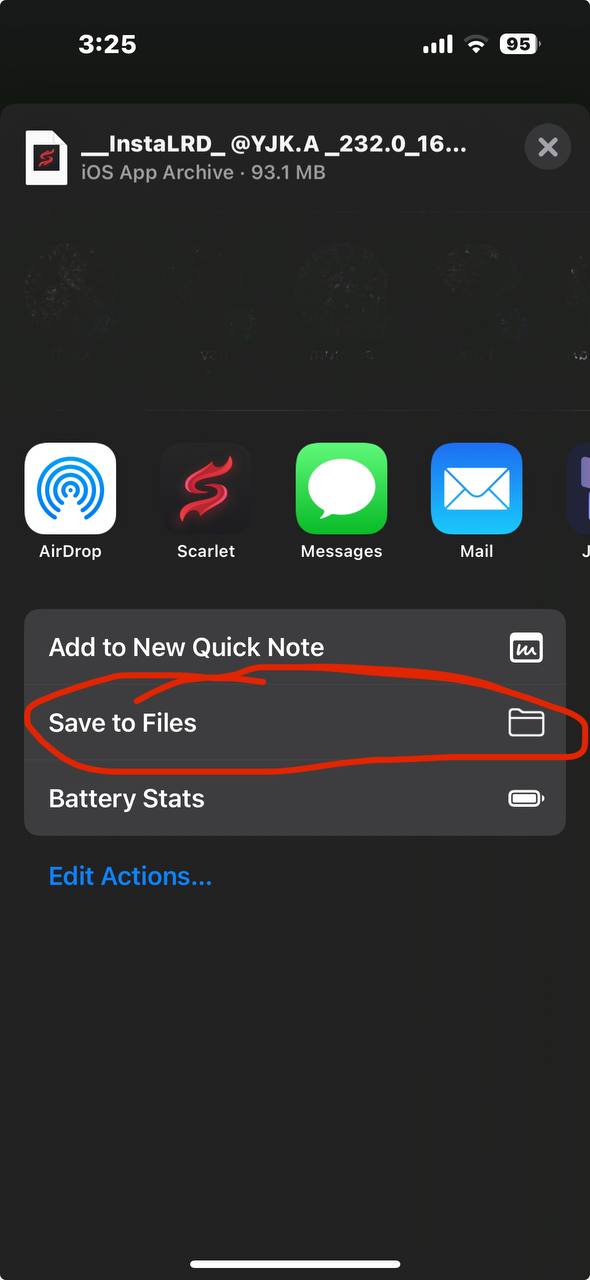 3:25
95
__InstaLRD_ @YJK.A _232.0_16...
iOS App Archive · 93.1 MB
AirDrop
Scarlet
Messages
Mail
Add to New Quick Note
Save to Files
Battery Stats
Edit Actions...